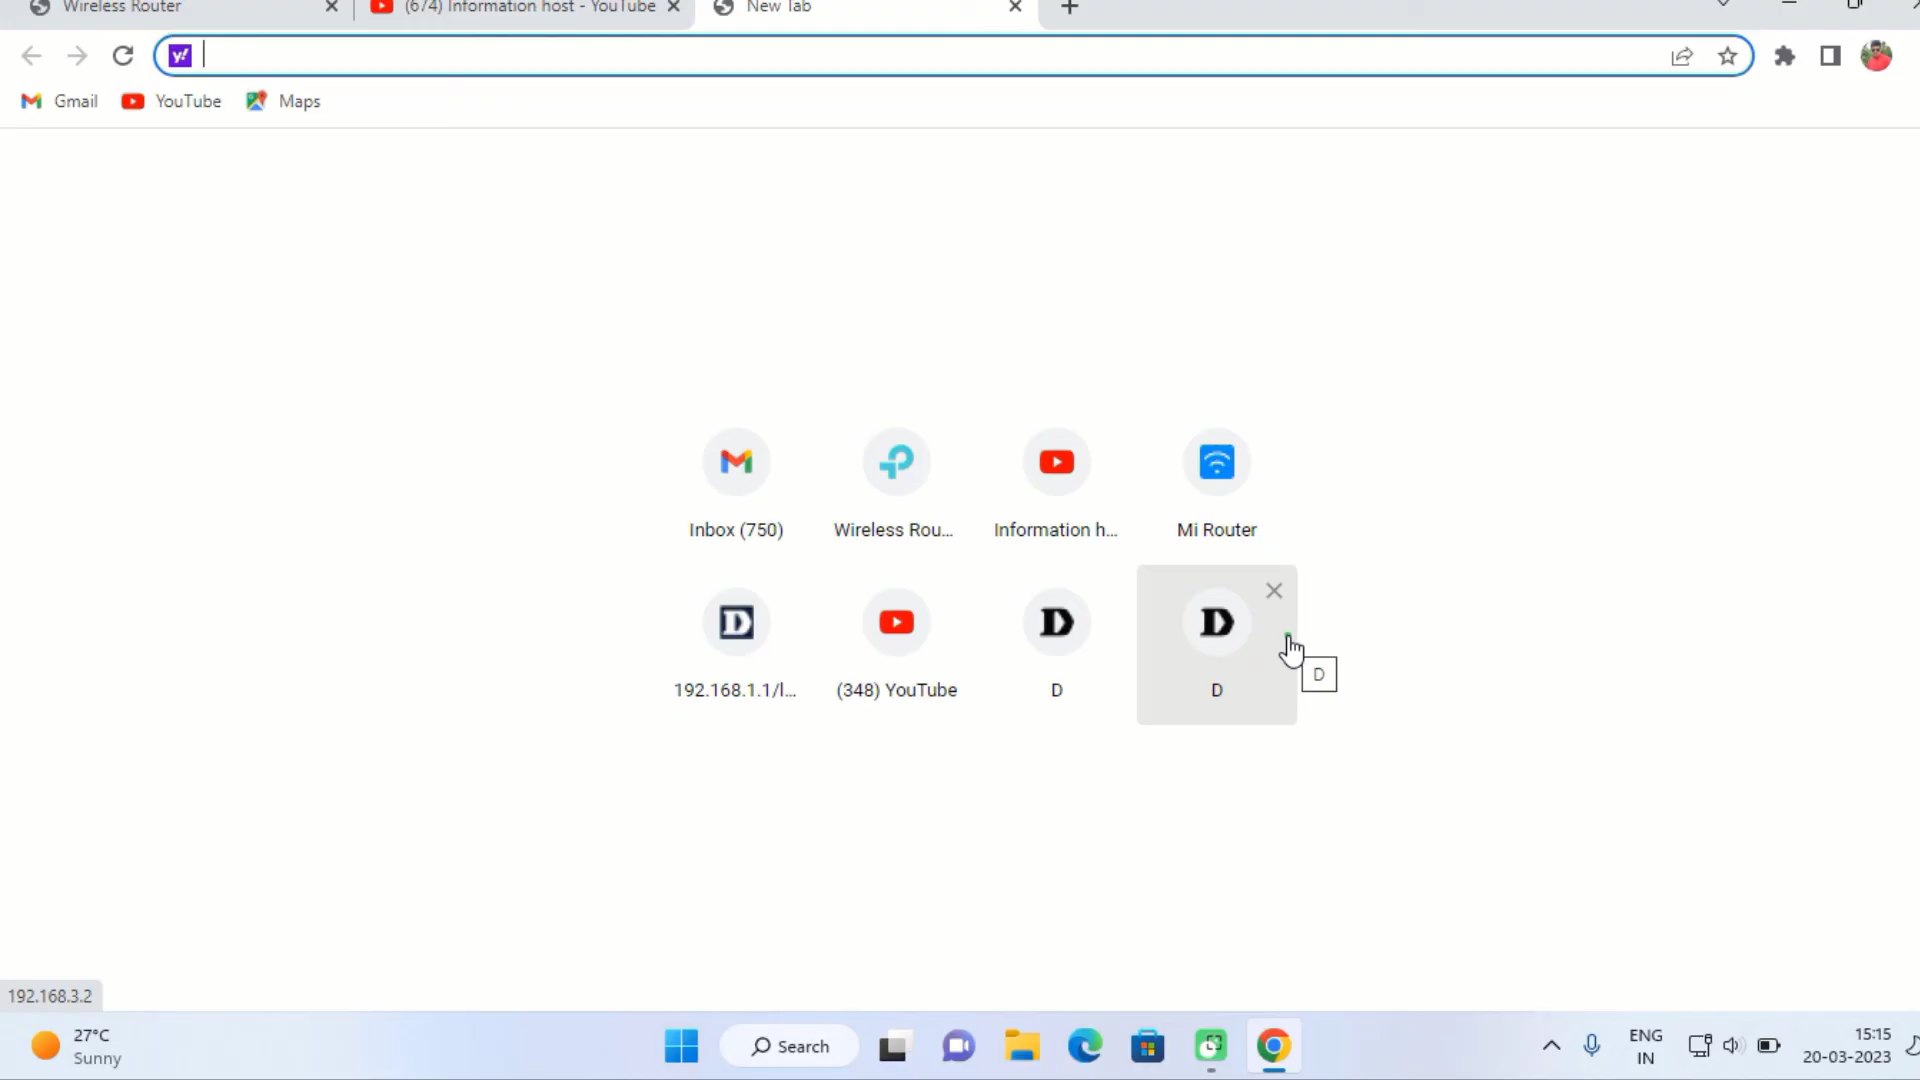 Wireless Router
(674) Information host - YouTube
New Tab
y!
Gmail
YouTube
Maps
Inbox (750)
Wireless Rou...
Information h...
Mi Router
192.168.1.1/l...
(348) YouTube
D
D
D
192.168.3.2
27°C
Sunny
Search
ENG
IN
15:15
20-03-2023